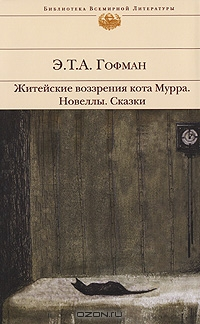 Библиотека Всемирной Литературы
Э.Т.А. Гофман
Житейские воззрения кота Мурра.
Новеллы. Сказки
OZON.ru